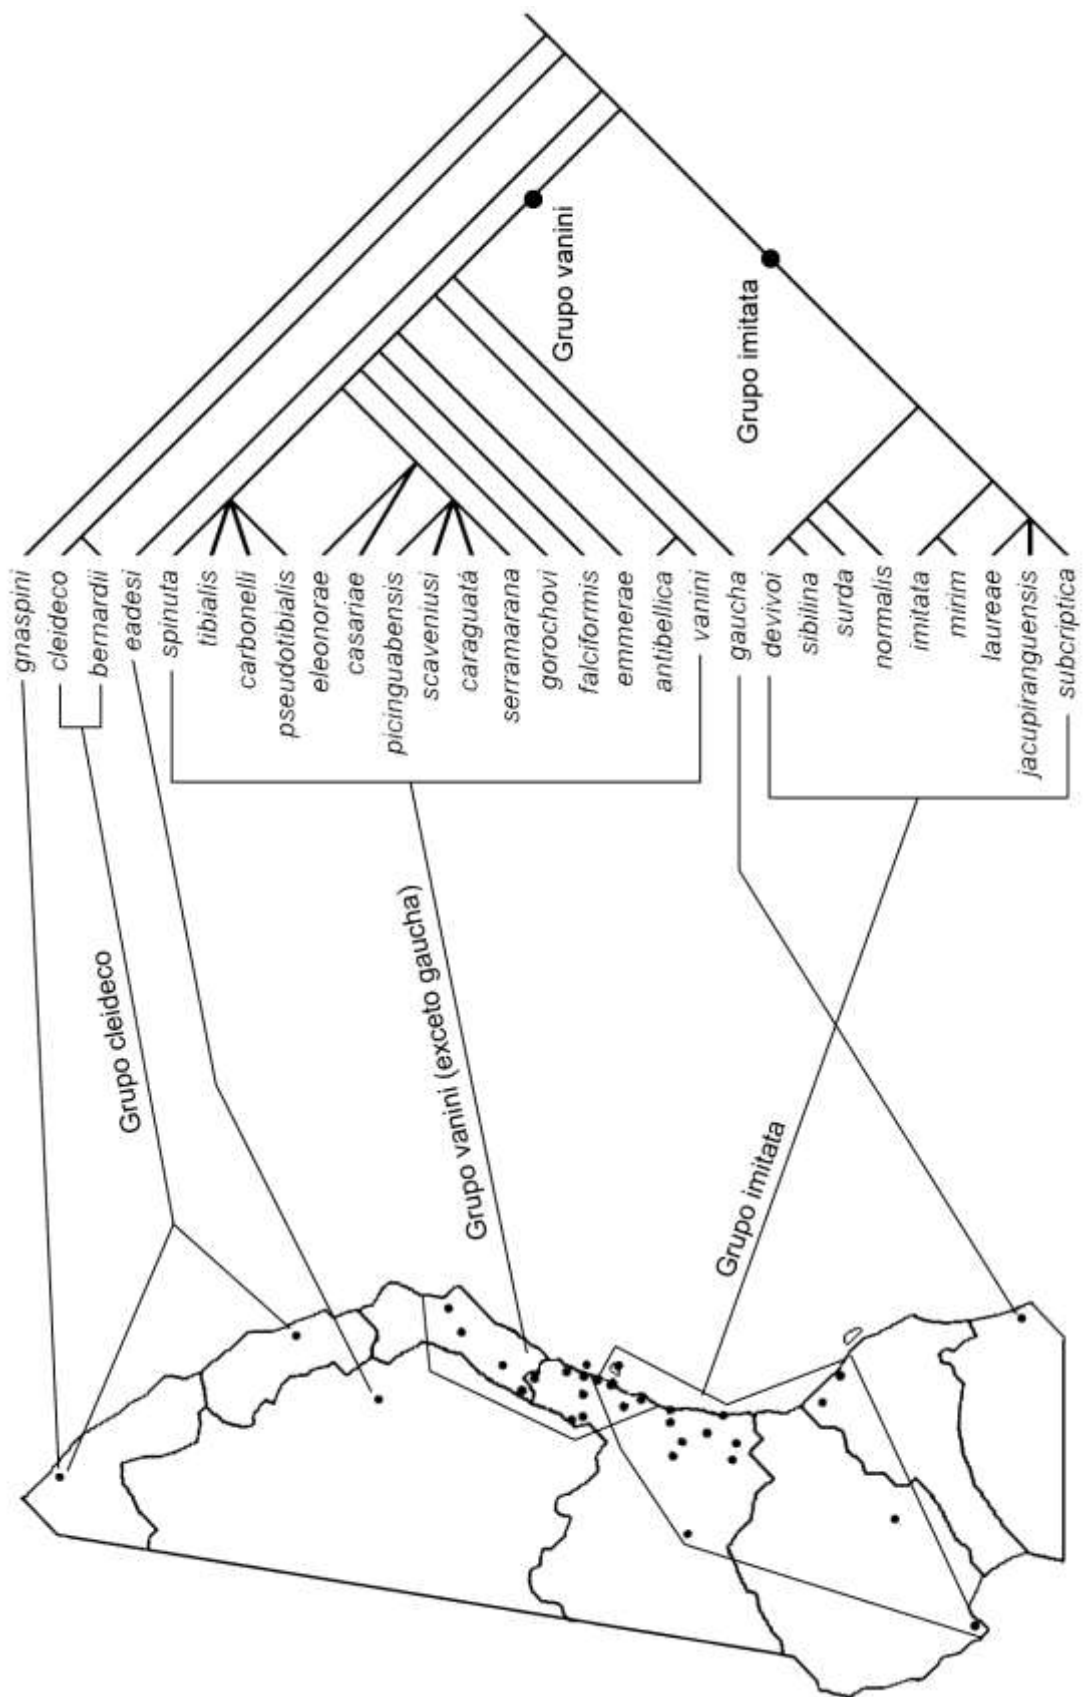 Grupo vanini
Grupo imitata
gnaspini
cleideco
bernardii
eadesi
spinuta
tibialis
carbonelli
pseudotibialis
eleonorae
casariae
picinguabensis
scaveniusi
caraguatá
serramarana
gorochovi
falciformis
emmerae
antibellica
vanini
gaucha
devivoi
sibilina
surda
normalis
imitata
mirim
laureae
jacupiranguensis
subcriptica
Grupo cleideco
Grupo vanini (exceto gaucha)
Grupo imitata